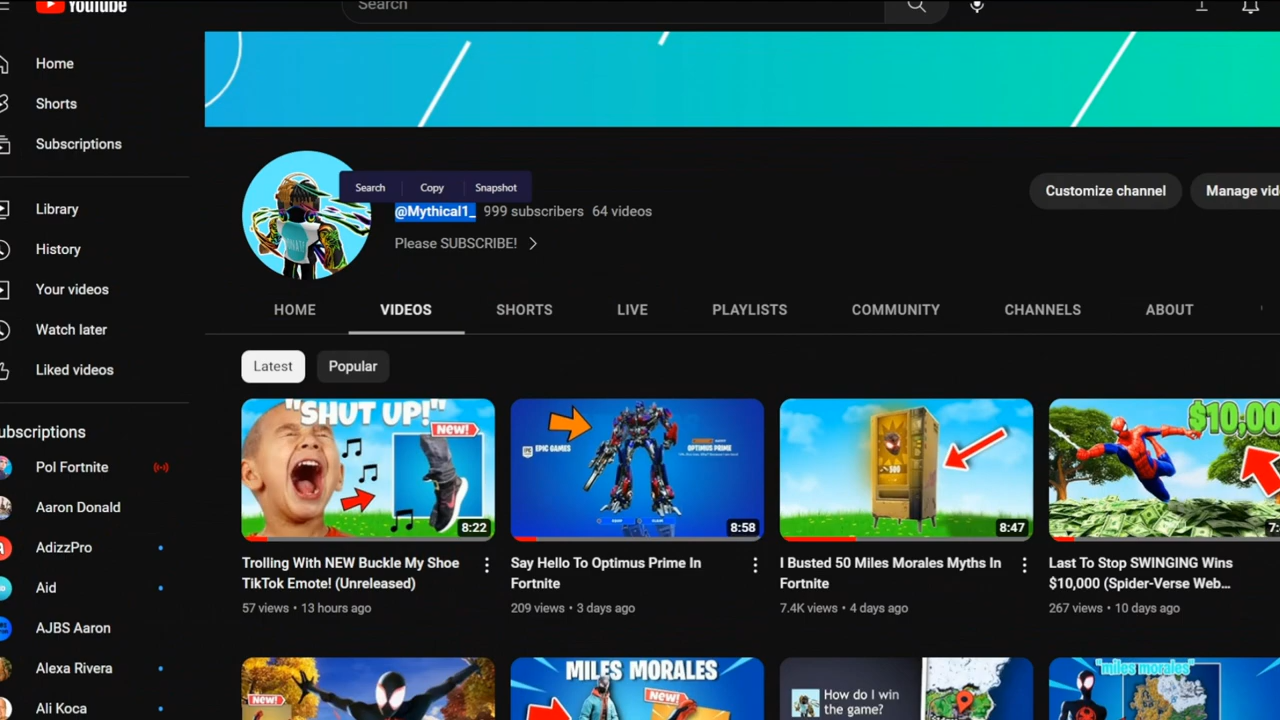 YouTube
Search
Home
Shorts
Subscriptions
Library
History
Your videos
Watch later
Liked videos
ubscriptions
Pol Fortnite
Aaron Donald
AdizzPro
Aid
AJBS Aaron
Alexa Rivera
Ali Koca
Search Copy Snapshot
@Mythical1_ 999 subscribers 64 videos
Please SUBSCRIBE!
Customize channel
Manage vid
HOME VIDEOS SHORTS LIVE PLAYLISTS COMMUNITY CHANNELS ABOUT
Latest Popular
"SHUT UP!"
New!
8:22
Trolling With NEW Buckle My Shoe
TikTok Emote! (Unreleased)
57 views • 13 hours ago
EPIC GAMES
OPTIMUS PRIME
8:58
Say Hello To Optimus Prime In
Fortnite
209 views • 3 days ago
500
8:47
I Busted 50 Miles Morales Myths In
Fortnite
7.4K views • 4 days ago
$10,000
7:
Last To Stop SWINGING Wins
$10,000 (Spider-Verse Web...
267 views • 10 days ago
New!
MILES MORALES
New!
How do I win
the game?
"miles morales"